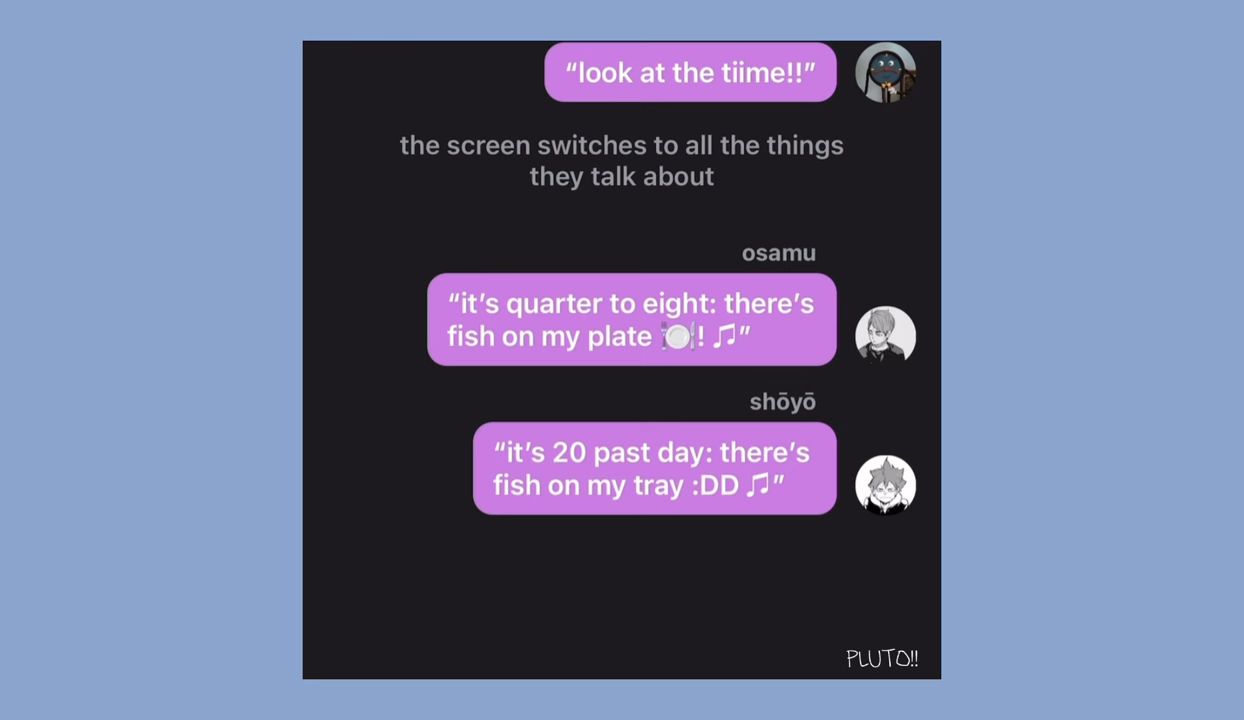 “look at the tiime!!”
the screen switches to all the things
they talk about
osamu
“it’s quarter to eight: there’s
fish on my plate 🍽️! 🎵”
shōyō
“it’s 20 past day: there’s
fish on my tray :DD 🎵”
PLUTO!!